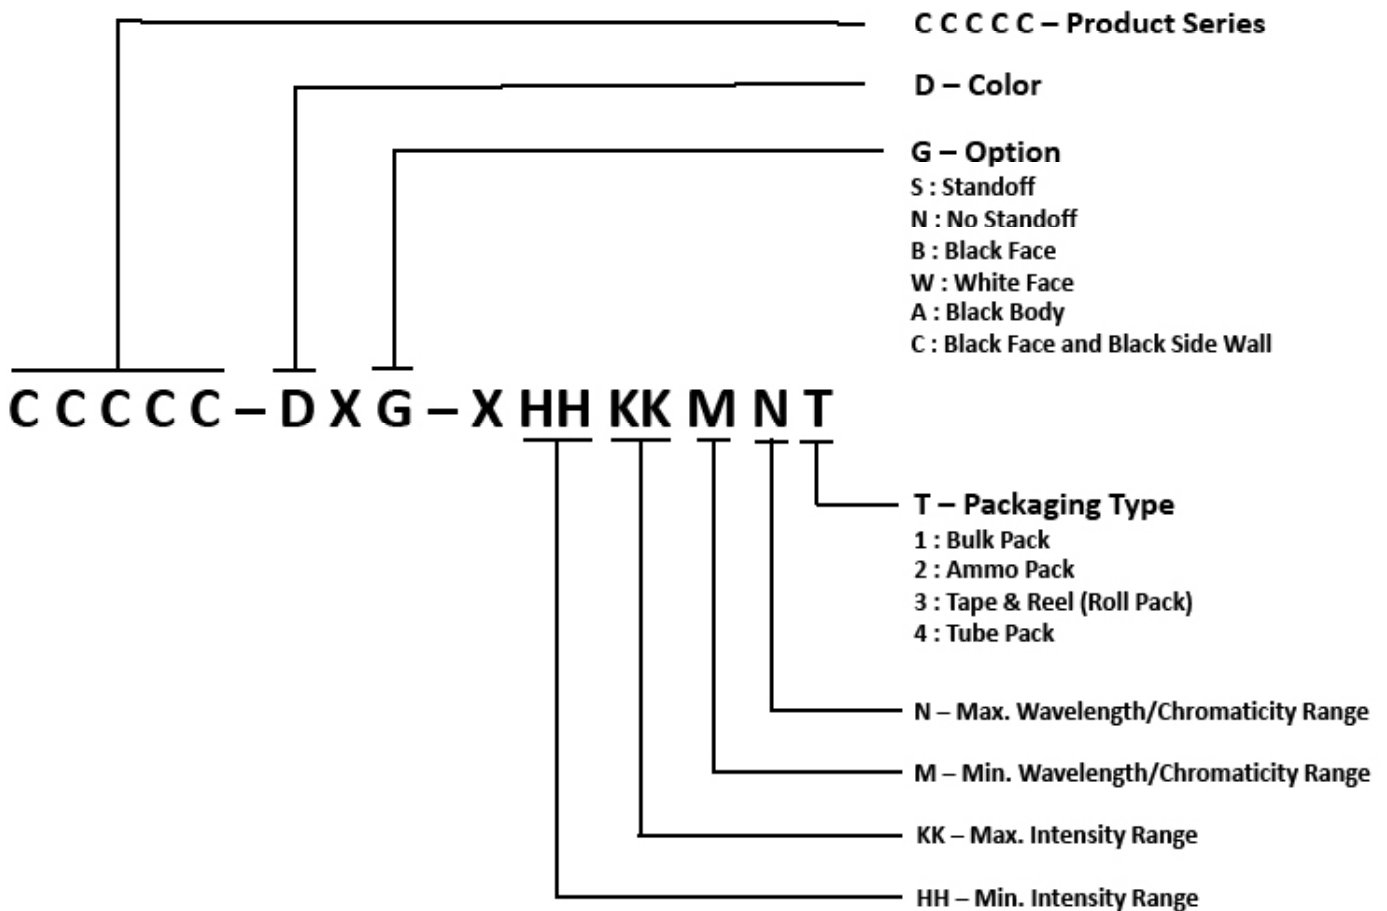 C C C C C – Product Series
D – Color
G – Option
S : Standoff
N : No Standoff
B : Black Face
W : White Face
A : Black Body
C : Black Face and Black Side Wall
C C C C C – D X G – X HH KK M N T
T – Packaging Type
1 : Bulk Pack
2 : Ammo Pack
3 : Tape & Reel (Roll Pack)
4 : Tube Pack
N – Max. Wavelength/Chromaticity Range
M – Min. Wavelength/Chromaticity Range
KK – Max. Intensity Range
HH – Min. Intensity Range